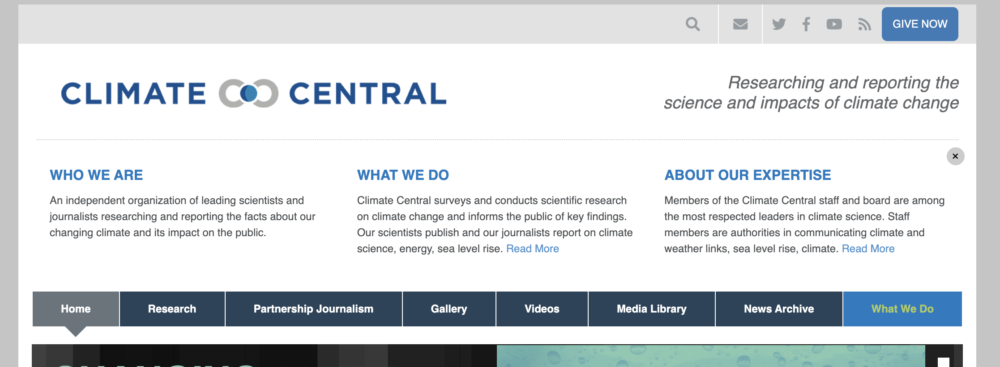 GIVE NOW
CLIMATE CENTRAL
Researching and reporting the
science and impacts of climate change
WHO WE ARE
An independent organization of leading scientists and
journalists researching and reporting the facts about our
changing climate and its impact on the public.
WHAT WE DO
Climate Central surveys and conducts scientific research
on climate change and informs the public of key findings.
Our scientists publish and our journalists report on climate
science, energy, sea level rise. Read More
ABOUT OUR EXPERTISE
Members of the Climate Central staff and board are among
the most respected leaders in climate science. Staff
members are authorities in communicating climate and
weather links, sea level rise, climate. Read More
Home
Research
Partnership Journalism
Gallery
Videos
Media Library
News Archive
What We Do